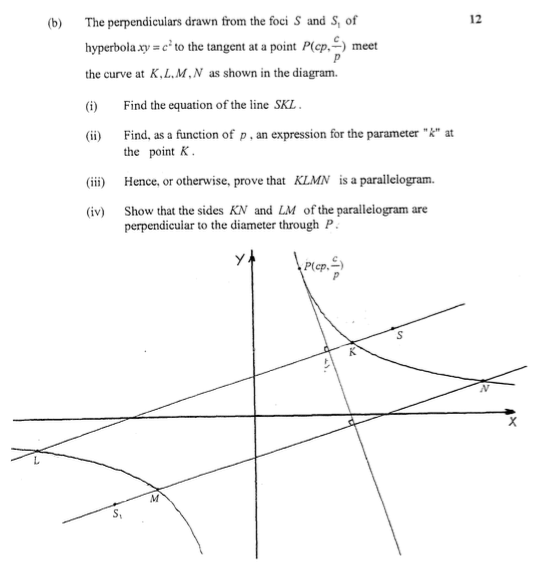 (b) The perpendiculars drawn from the foci S and S₁ of 12
hyperbola xy = c² to the tangent at a point P(cp, c/p) meet
the curve at K, L, M, N as shown in the diagram.
(i) Find the equation of the line SKL.
(ii) Find, as a function of p, an expression for the parameter "k" at
the point K.
(iii) Hence, or otherwise, prove that KLMN is a parallelogram.
(iv) Show that the sides KN and LM of the parallelogram are
perpendicular to the diameter through P.
Y
P(cp, c/p)
S
K
N
X
L
M
S₁